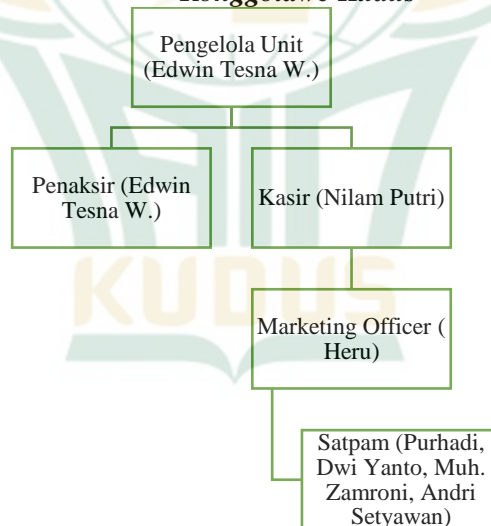 Pengelola Unit
(Edwin Tesna W.)
Penaksir (Edwin
Tesna W.)
Kasir (Nilam Putri)
KUDUS
Marketing Officer (
Heru)
Satpam (Purhadi,
Dwi Yanto, Muh.
Zamroni, Andri
Setyawan)